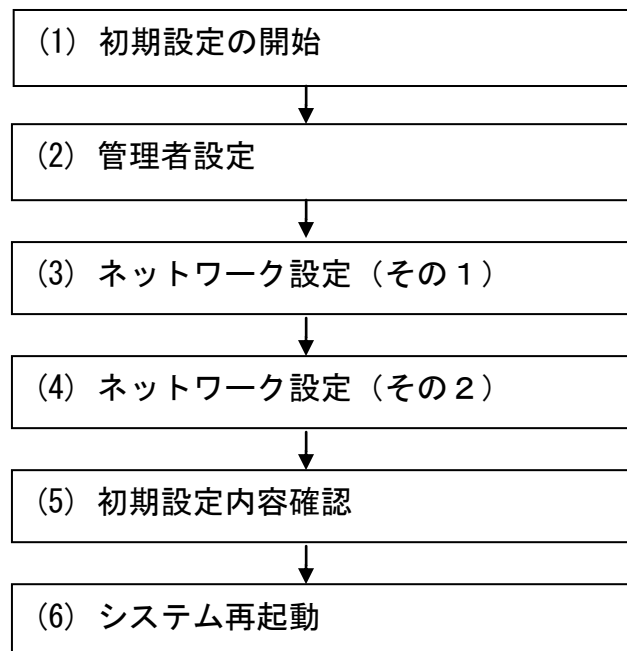 (1) 初期設定の開始
(2) 管理者設定
(3) ネットワーク設定（その１）
(4) ネットワーク設定（その２）
(5) 初期設定内容確認
(6) システム再起動